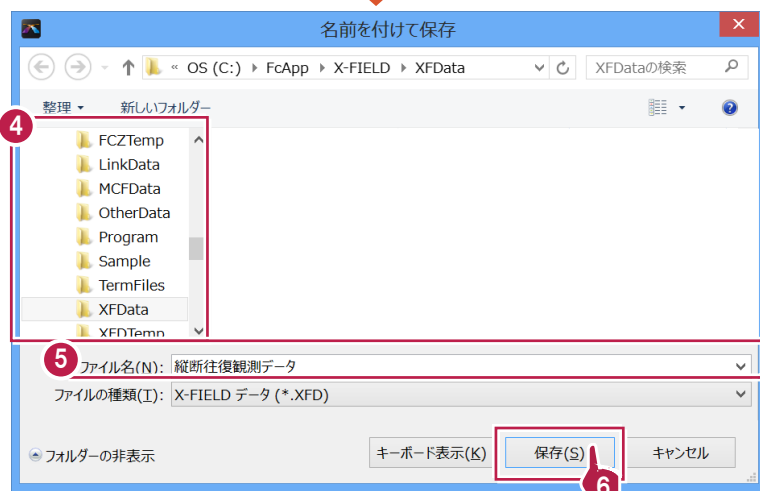 名前を付けて保存
« OS (C:) ▸ FcApp ▸ X-FIELD ▸ XFData
XFDataの検索
整理 新しいフォルダー
4
FCZTemp
LinkData
MCFData
OtherData
Program
Sample
TermFiles
XFData
XFDTemp
5
ファイル名(N): 縦断往復観測データ
ファイルの種類(T): X-FIELD データ (*.XFD)
フォルダーの非表示
キーボード表示(K) 保存(S) キャンセル
6